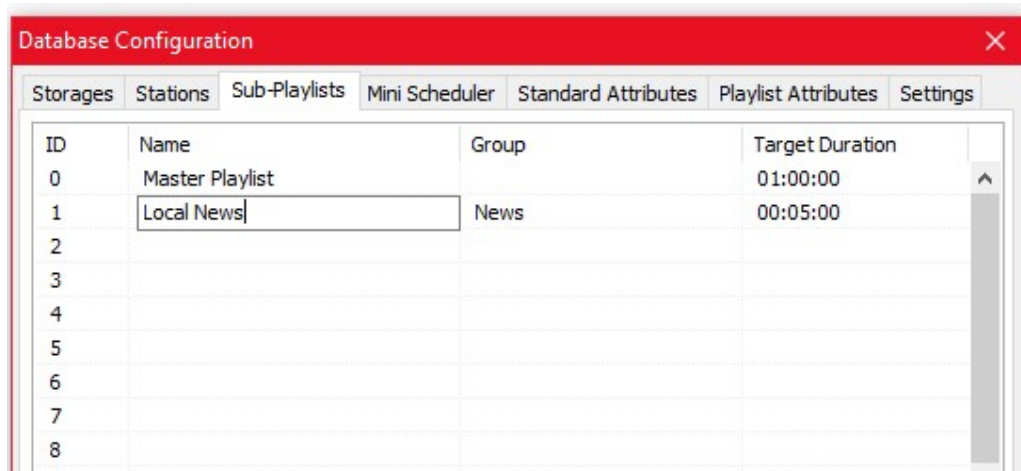 Database Configuration
Storages Stations Sub-Playlists Mini Scheduler Standard Attributes Playlist Attributes Settings
ID Name Group Target Duration
0 Master Playlist 01:00:00
1 Local News News 00:05:00
2
3
4
5
6
7
8